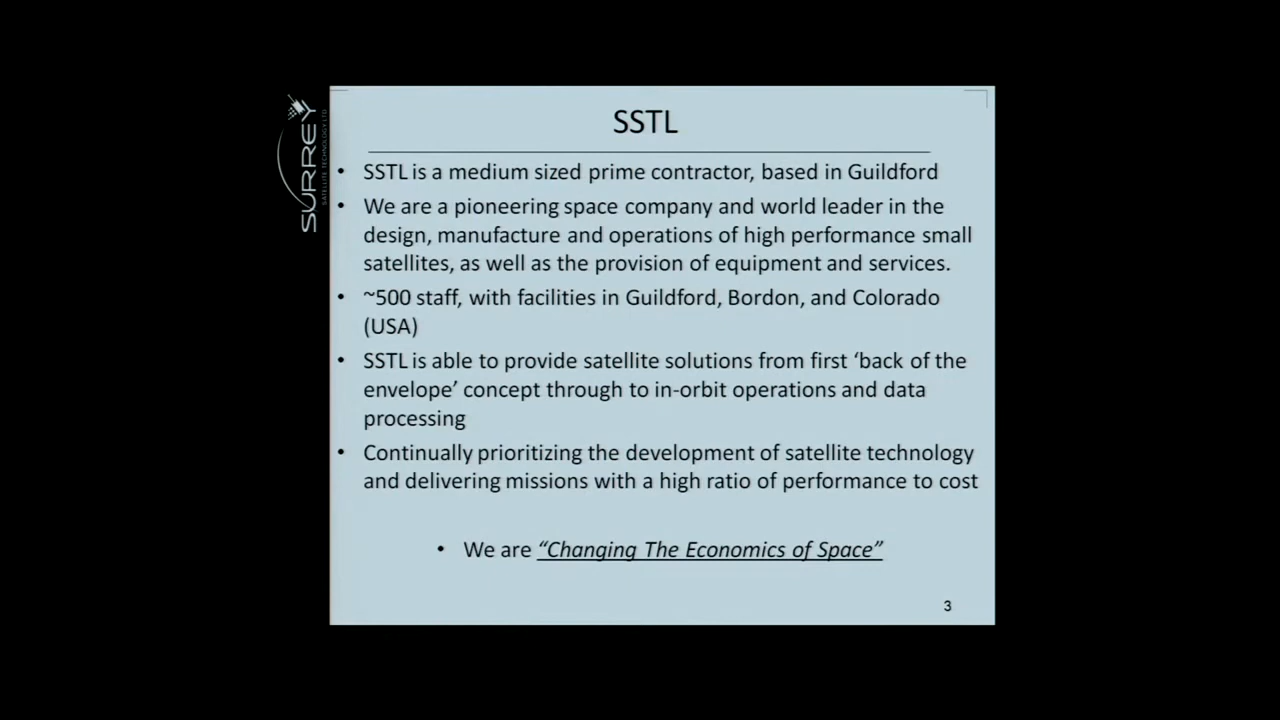 SURREY
SATELLITE TECHNOLOGY LTD
SSTL
• SSTL is a medium sized prime contractor, based in Guildford
• We are a pioneering space company and world leader in the
design, manufacture and operations of high performance small
satellites, as well as the provision of equipment and services.
• ~500 staff, with facilities in Guildford, Bordon, and Colorado
(USA)
• SSTL is able to provide satellite solutions from first ‘back of the
envelope’ concept through to in-orbit operations and data
processing
• Continually prioritizing the development of satellite technology
and delivering missions with a high ratio of performance to cost
• We are “Changing The Economics of Space”
3